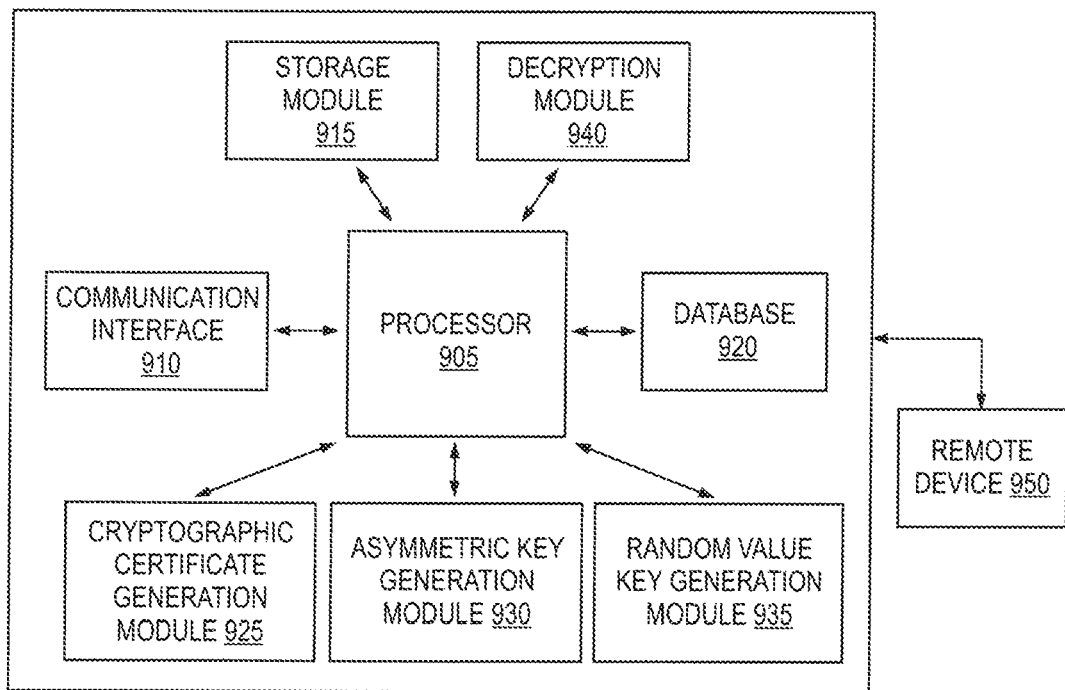 STORAGE
MODULE
915
DECRYPTION
MODULE
940
COMMUNICATION
INTERFACE
910
PROCESSOR
905
DATABASE
920
REMOTE
DEVICE 950
CRYPTOGRAPHIC
CERTIFICATE
GENERATION
MODULE 925
ASYMMETRIC KEY
GENERATION
MODULE 930
RANDOM VALUE
KEY GENERATION
MODULE 935